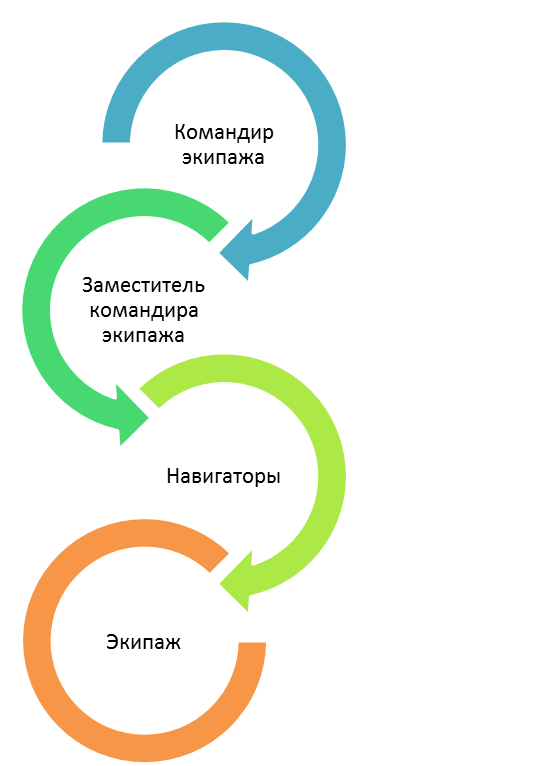 Командир
экипажа
Заместитель
командира
экипажа
Навигаторы
Экипаж